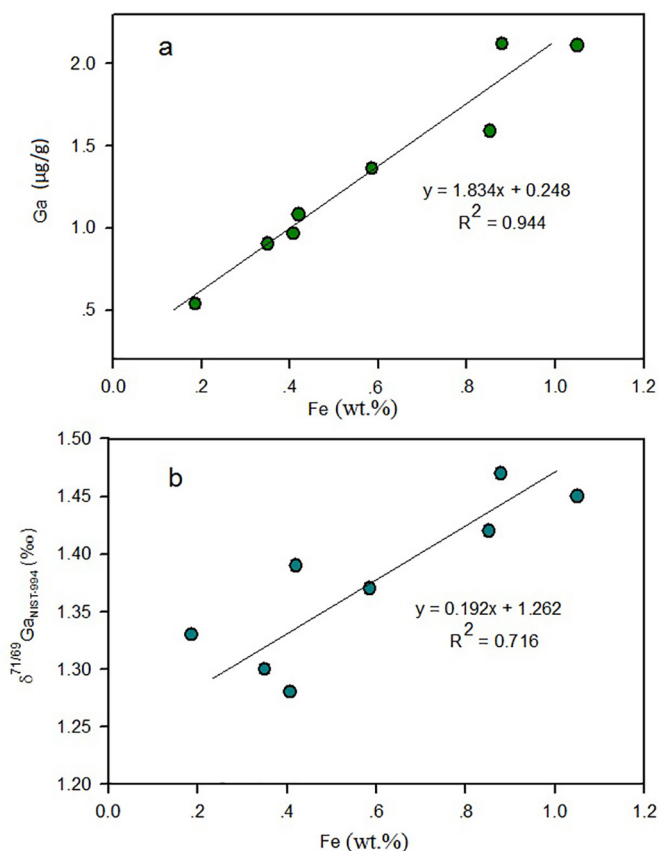 a
2.0
1.5
1.0
.5
Ga (µg/g)
y = 1.834x + 0.248
R² = 0.944
0.0 .2 .4 .6 .8 1.0 1.2
Fe (wt.%)
b
1.50
1.45
1.40
1.35
1.30
1.25
1.20
δ⁷¹/⁶⁹Ga NIST-994 (‰)
y = 0.192x + 1.262
R² = 0.716
0.0 .2 .4 .6 .8 1.0 1.2
Fe (wt.%)